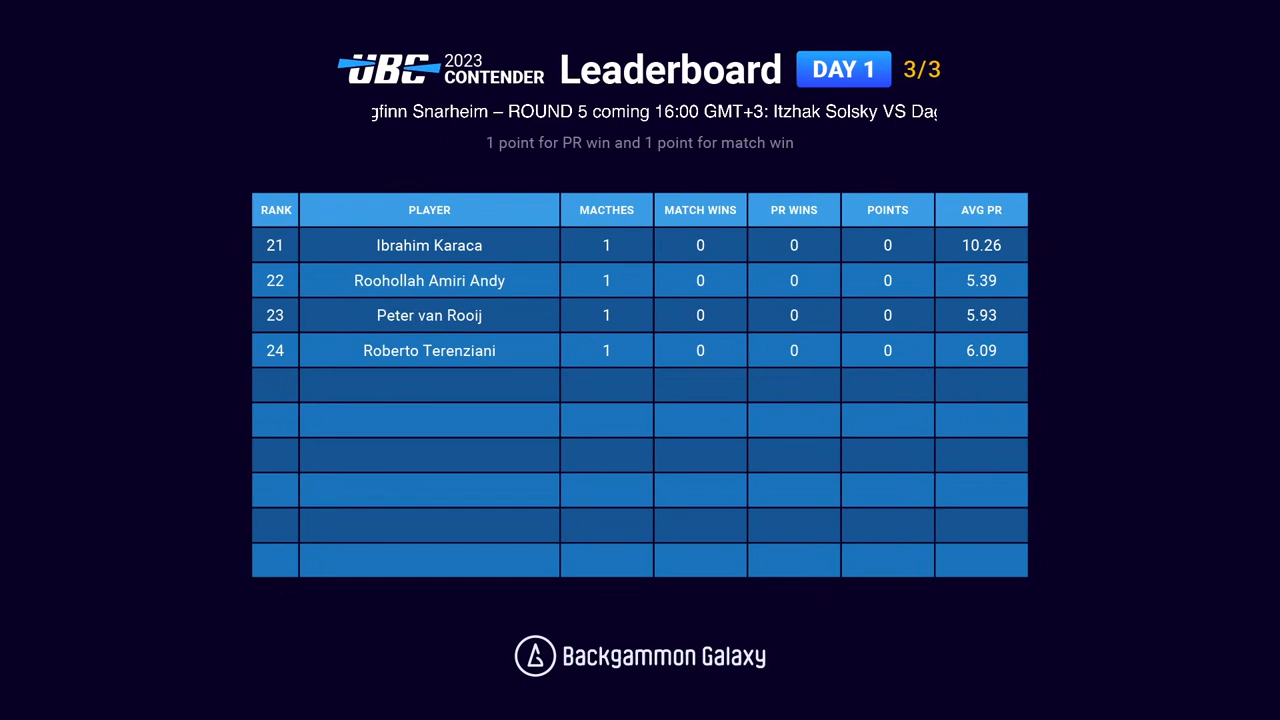 UBC 2023 CONTENDER Leaderboard DAY 1 3/3
gfinn Snarheim – ROUND 5 coming 16:00 GMT+3: Itzhak Solsky VS Dag
1 point for PR win and 1 point for match win
RANK PLAYER MACTHES MATCH WINS PR WINS POINTS AVG PR
21 Ibrahim Karaca 1 0 0 0 10.26
22 Roohollah Amiri Andy 1 0 0 0 5.39
23 Peter van Rooij 1 0 0 0 5.93
24 Roberto Terenziani 1 0 0 0 6.09
Backgammon Galaxy